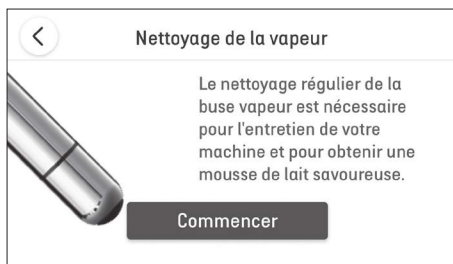 Nettoyage de la vapeur
Le nettoyage régulier de la
buse vapeur est nécessaire
pour l'entretien de votre
machine et pour obtenir une
mousse de lait savoureuse.
Commencer